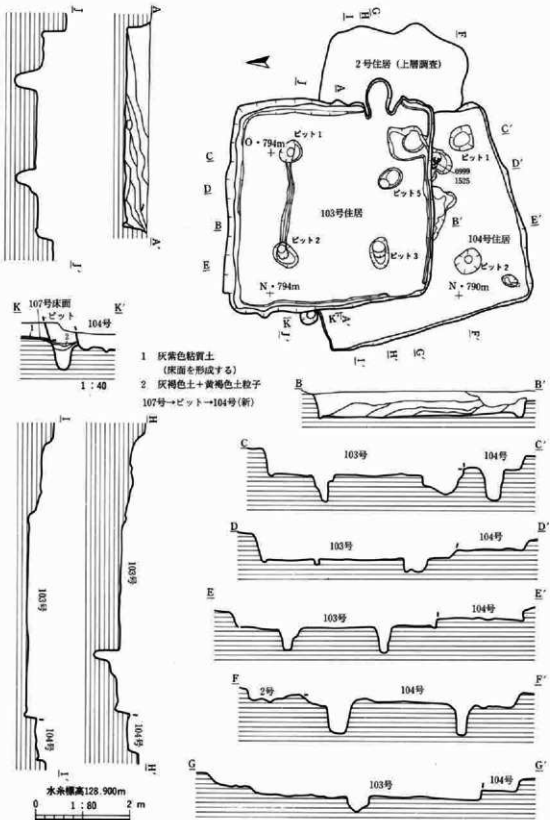 J
A
G
H
I
F
2号住居（上層調査）
J
A
ピット1
C'
O・794m
C
ピット1
D'
0999
1525
D
ピット5
E'
B
103号住居
B'
104号住居
ピット2
ピット3
ピット2
E
N・794m
N・790m
A'
J'
K
K'
A'
J'
I'
H'
G'
F'
107号床面
K
K'
ピット
104号
1
2
1：40
1 灰紫色粘質土
(床面を形成する)
2 灰褐色土＋黄褐色土粒子
107号→ピット→104号(新)
B
B'
C
103号
104号
C'
D
103号
104号
D'
E
103号
104号
E'
F
2号
104号
F'
G
103号
104号
G'
I
H
103号
103号
104号
104号
I'
H'
水糸標高128.900m
0 1：80 2 m